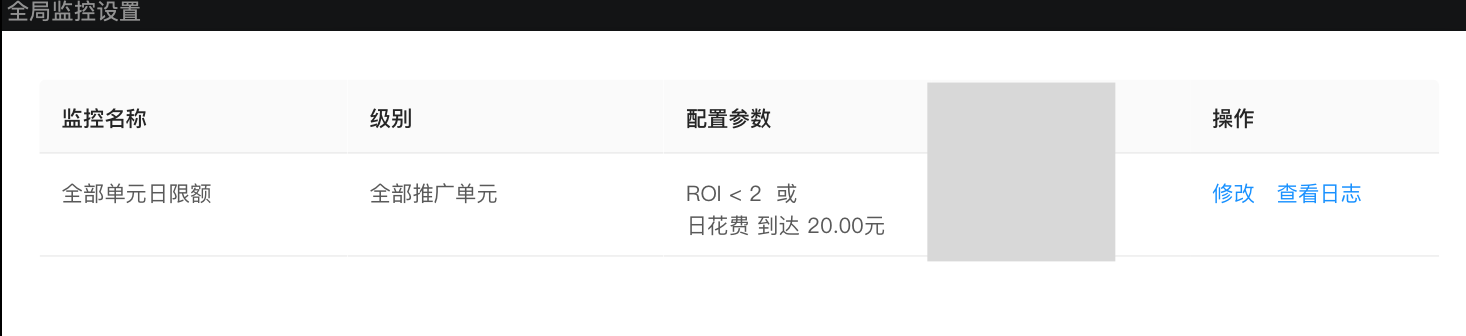 全局监控设置
监控名称 级别 配置参数 操作
全部单元日限额 全部推广单元 ROI < 2 或 修改 查看日志
日花费 到达 20.00元